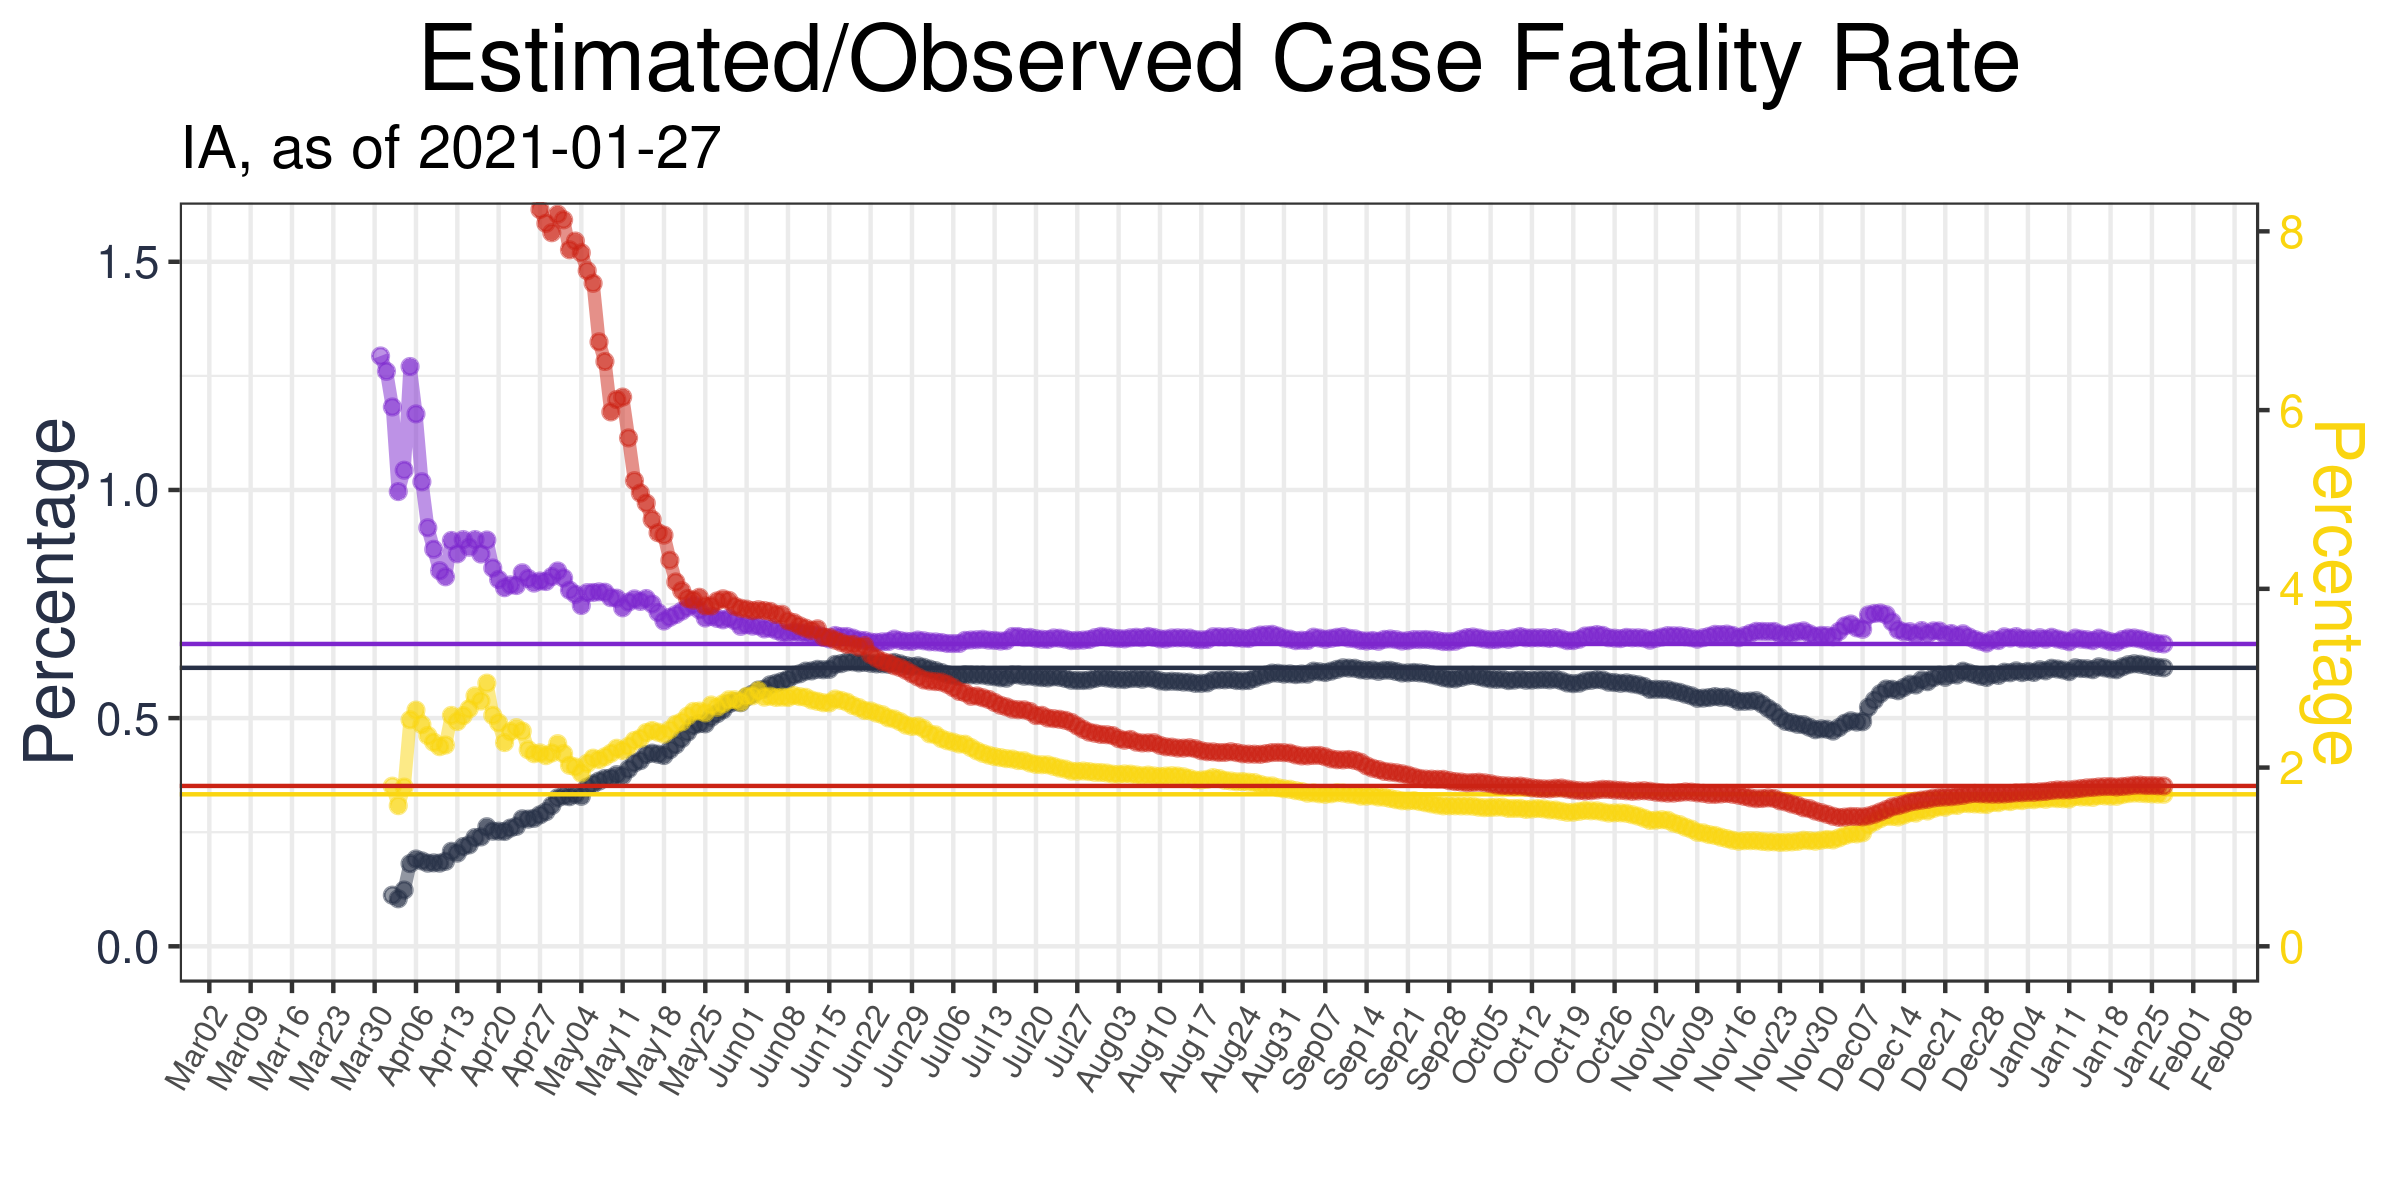 Estimated/Observed Case Fatality Rate
IA, as of 2021-01-27
Percentage
1.5
1.0
0.5
0.0
8
6
4
2
0
Percentage
Mar02
Mar09
Mar16
Mar23
Mar30
Apr06
Apr13
Apr20
Apr27
May04
May11
May18
May25
Jun01
Jun08
Jun15
Jun22
Jun29
Jul06
Jul13
Jul20
Jul27
Aug03
Aug10
Aug17
Aug24
Aug31
Sep07
Sep14
Sep21
Sep28
Oct05
Oct12
Oct19
Oct26
Nov02
Nov09
Nov16
Nov23
Nov30
Dec07
Dec14
Dec21
Dec28
Jan04
Jan11
Jan18
Jan25
Feb01
Feb08